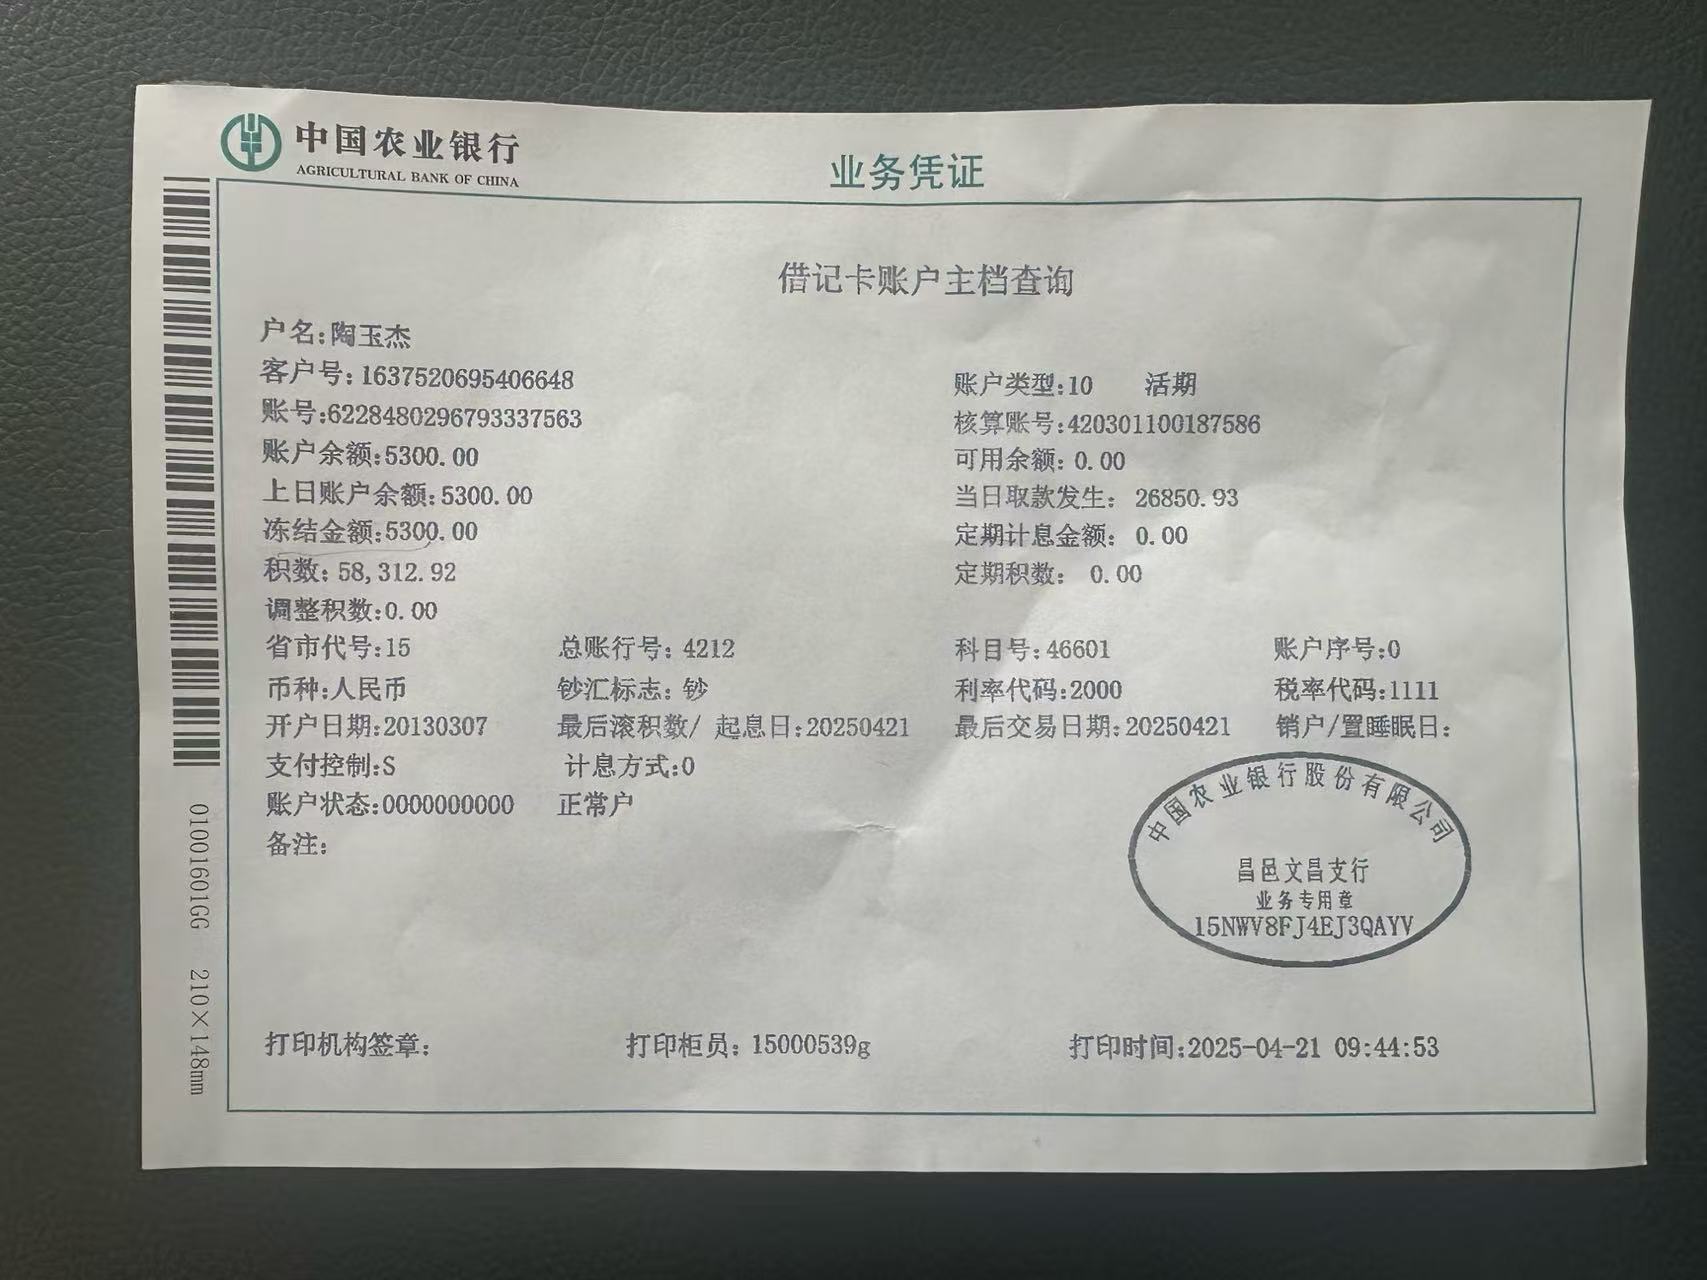 中国农业银行
AGRICULTURAL BANK OF CHINA
业务凭证
借记卡账户主档查询
户名:陶玉杰
客户号:1637520695406648
账户类型:10 活期
账号:6228480296793337563
核算账号:420301100187586
账户余额:5300.00
可用余额: 0.00
上日账户余额:5300.00
当日取款发生: 26850.93
冻结金额:5300.00
定期计息金额: 0.00
积数: 58,312.92
定期积数: 0.00
调整积数:0.00
省市代号:15 总账行号: 4212 科目号:46601 账户序号:0
币种:人民币 钞汇标志: 钞 利率代码:2000 税率代码:1111
开户日期:20130307 最后滚积数/ 起息日:20250421 最后交易日期:20250421 销户/置睡眠日:
支付控制:S 计息方式:0
账户状态:0000000000 正常户
备注:
中国农业银行股份有限公司
昌邑文昌支行
业务专用章
15NWV8FJ4EJ3QAYV
打印机构签章: 打印柜员: 15000539g 打印时间:2025-04-21 09:44:53
01001601GG 210×148mm